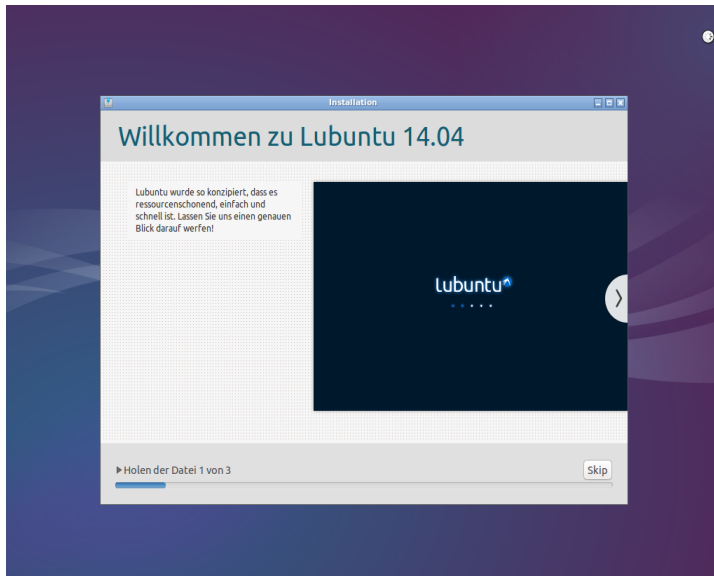 Installation
Willkommen zu Lubuntu 14.04
Lubuntu wurde so konzipiert, dass es
ressourcenschonend, einfach und
schnell ist. Lassen Sie uns einen genauen
Blick darauf werfen!
lubuntu
Holen der Datei 1 von 3
Skip